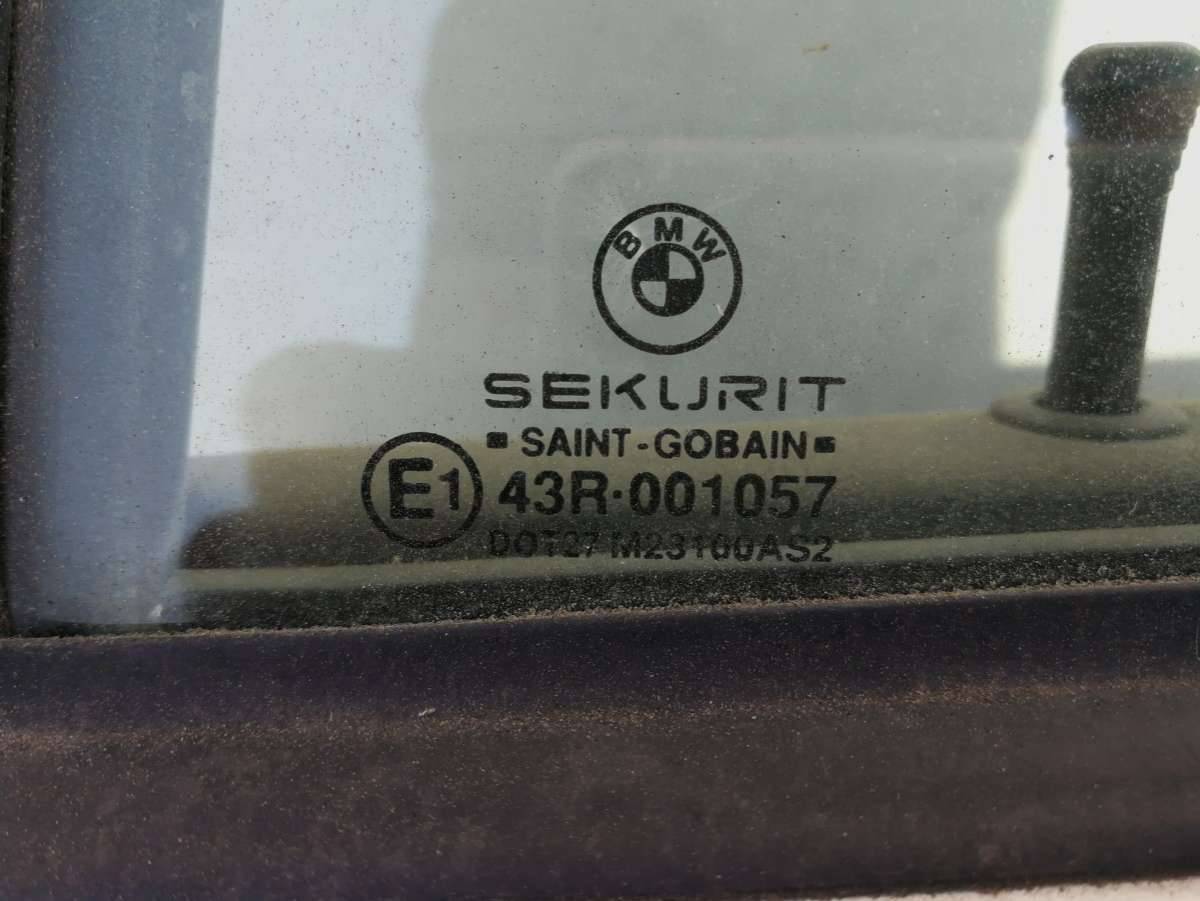 BMW
SEKURIT
SAINT-GOBAIN
E1 43R·001057
DOT27 M23100AS2